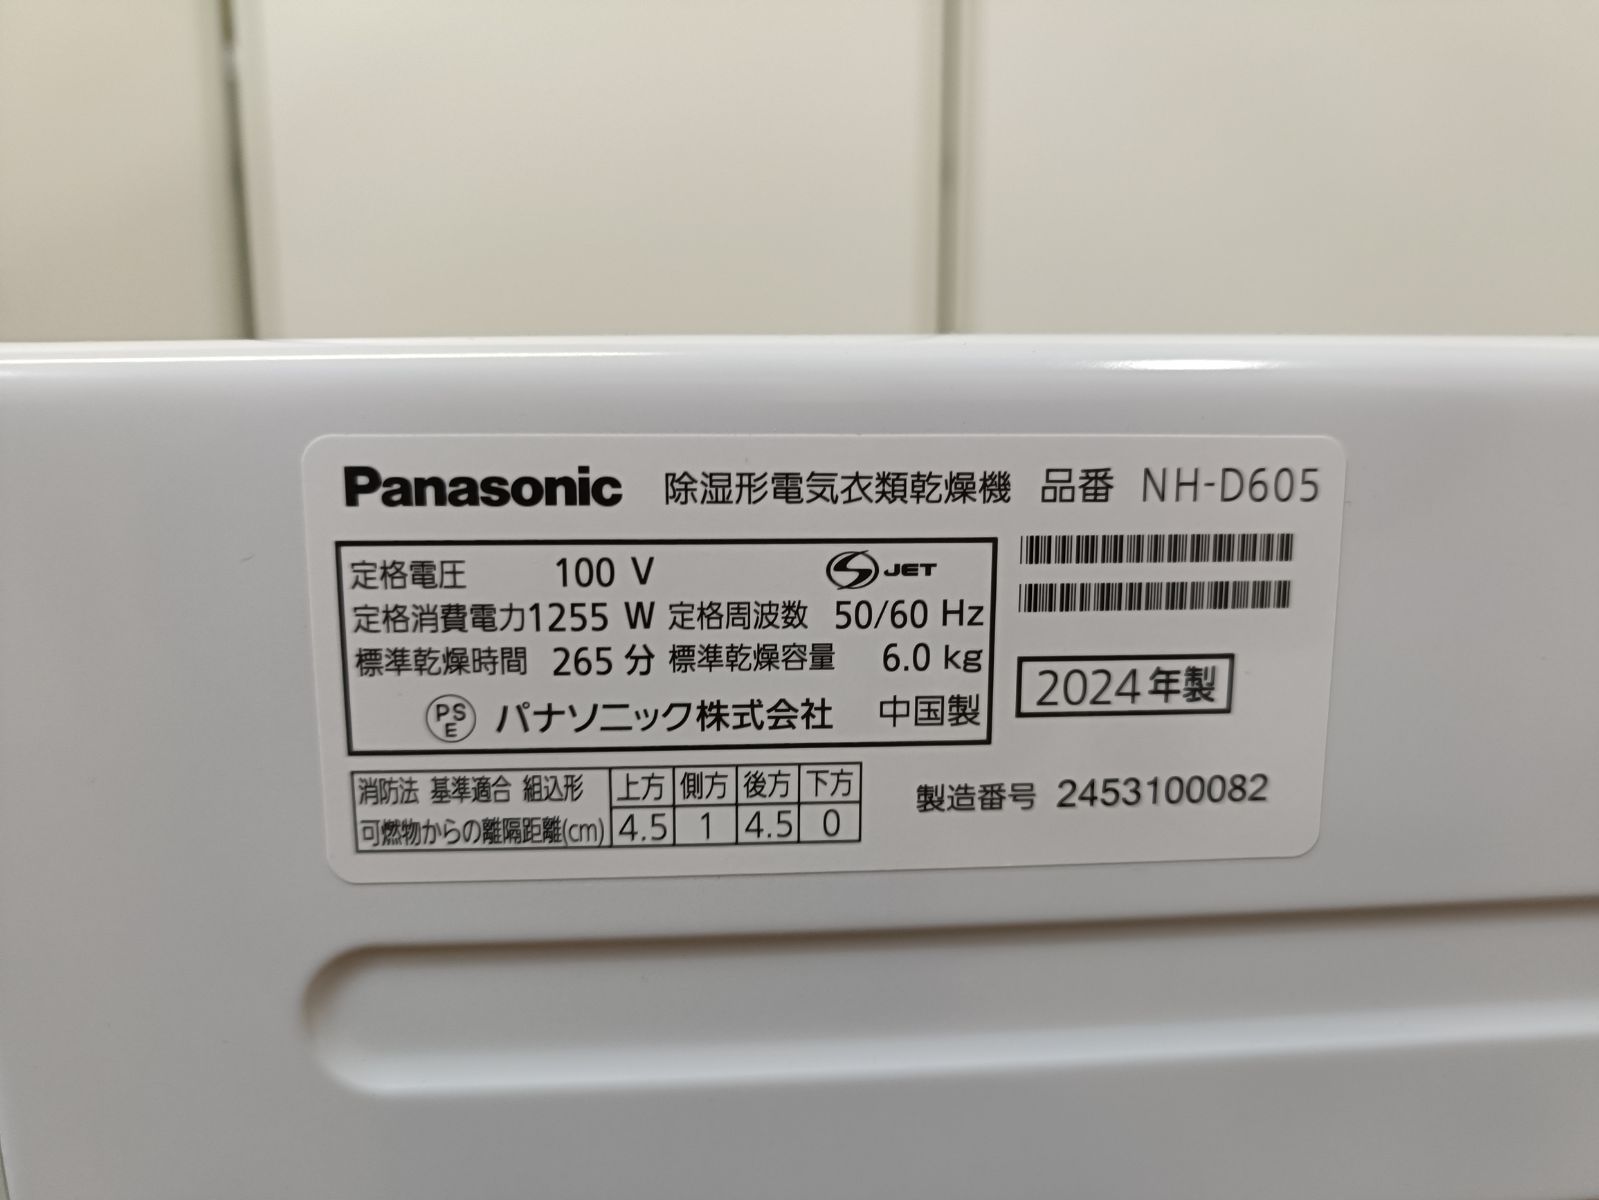 Panasonic 除湿形電気衣類乾燥機 品番 NH-D605
定格電圧 100 V JET
定格消費電力 1255 W 定格周波数 50/60 Hz
標準乾燥時間 265 分 標準乾燥容量 6.0 kg
PSE パナソニック株式会社 中国製
2024年製
消防法 基準適合 組込形 上方 側方 後方 下方
可燃物からの離隔距離(cm) 4.5 1 4.5 0
製造番号 2453100082